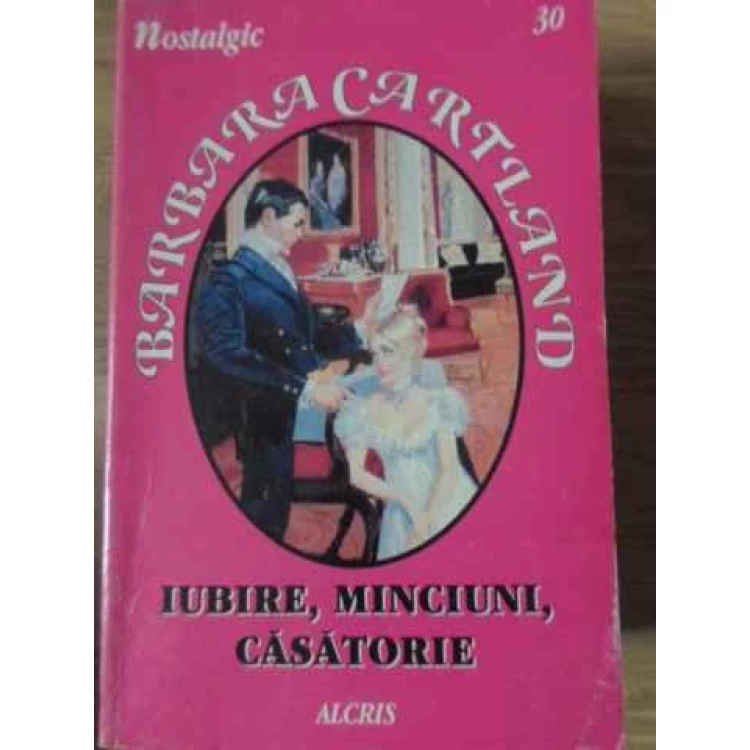 nostalgic
30
BARBARA CARTLAND
IUBIRE, MINCIUNI,
CĂSĂTORIE
ALCRIS